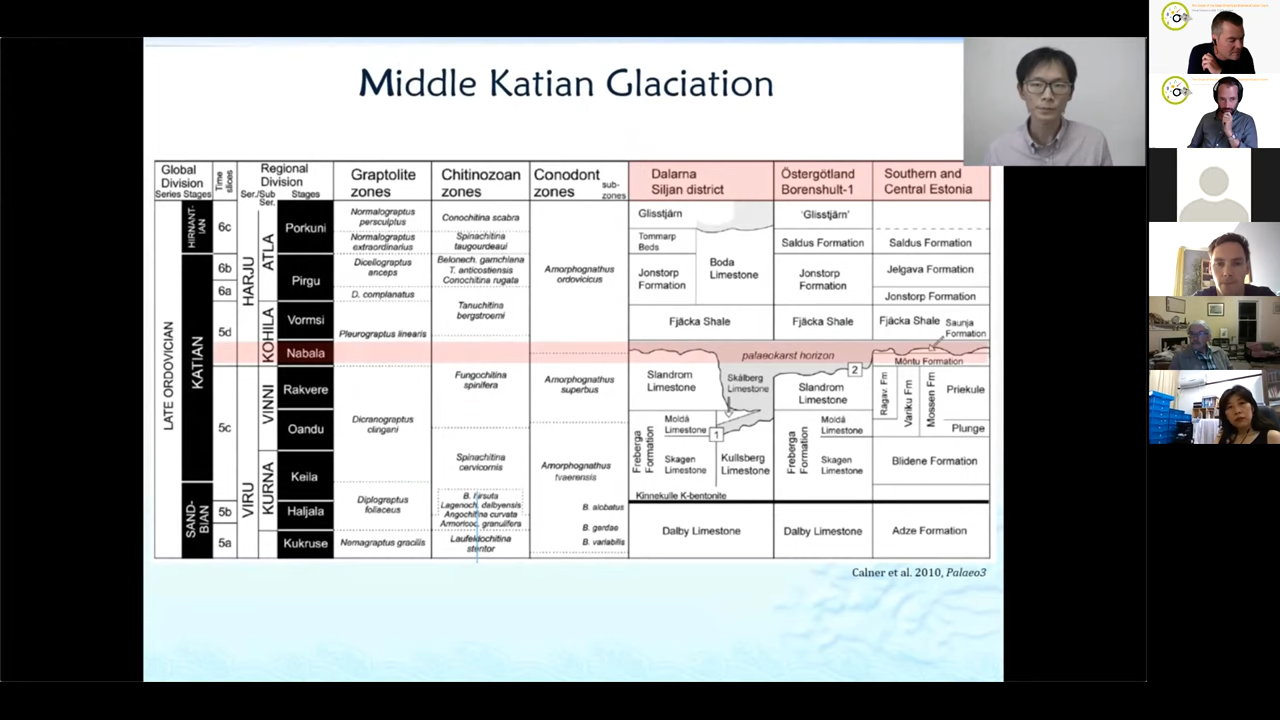 Middle Katian Glaciation
Global
Division
Series Stages
Time
slices
Regional
Division
Ser./Sub
Ser.
Stages
Graptolite
zones
Chitinozoan
zones
Conodont
zones
sub-
zones
Dalarna
Siljan district
Östergötland
Borenshult-1
Southern and
Central Estonia
LATE ORDOVICIAN
HIRNANT-
IAN
KATIAN
SAND-
BIAN
6c
6b
6a
5d
5c
5b
5a
HARJU
VIRU
ATLA
KOHILA
VINNI
KURNA
Porkuni
Pirgu
Vormsi
Nabala
Rakvere
Oandu
Keila
Haljala
Kukruse
Normalograptus
persculptus
Normalograptus
extraordinarius
Dicellograptus
anceps
D. complanatus
Pleurograptus linearis
Dicranograptus
clingani
Diplograptus
foliaceus
Nemagraptus gracilis
Conochitina scabra
Spinachitina
taugourdeaui
Belonech. gamchiana
T. anticostiensis
Conochitina rugata
Tanuchitina
bergstroemi
Fungochitina
spinifera
Spinachitina
cervicornis
B. hirsuta
Lagenoch. dalbyensis
Angochitina curvata
Armoricoc. granulifera
Laufeldochitina
stentor
Amorphognathus
ordovicicus
Amorphognathus
superbus
Amorphognathus
tvaerensis
B. alobatus
B. gerdae
B. variabilis
Glisstjärn
Tommarp
Beds
Jonstorp
Formation
Boda
Limestone
Fjäcka Shale
palaeokarst horizon
Slandrom
Limestone
Skålberg
Limestone
Freberga
Formation
Moldå
Limestone
1
Skagen
Limestone
Kullsberg
Limestone
Kinnekulle K-bentonite
Dalby Limestone
'Glisstjärn'
Saldus Formation
Jonstorp
Formation
Fjäcka Shale
2
Slandrom
Limestone
Freberga
Formation
Moldå
Limestone
Skagen
Limestone
Dalby Limestone
Saldus Formation
Jelgava Formation
Jonstorp Formation
Fjäcka Shale
Saunja
Formation
Mõntu Formation
Ragav. Fm
Variku Fm
Mossen Fm
Priekule
Plunge
Blidene Formation
Adze Formation
Calner et al. 2010, Palaeo3